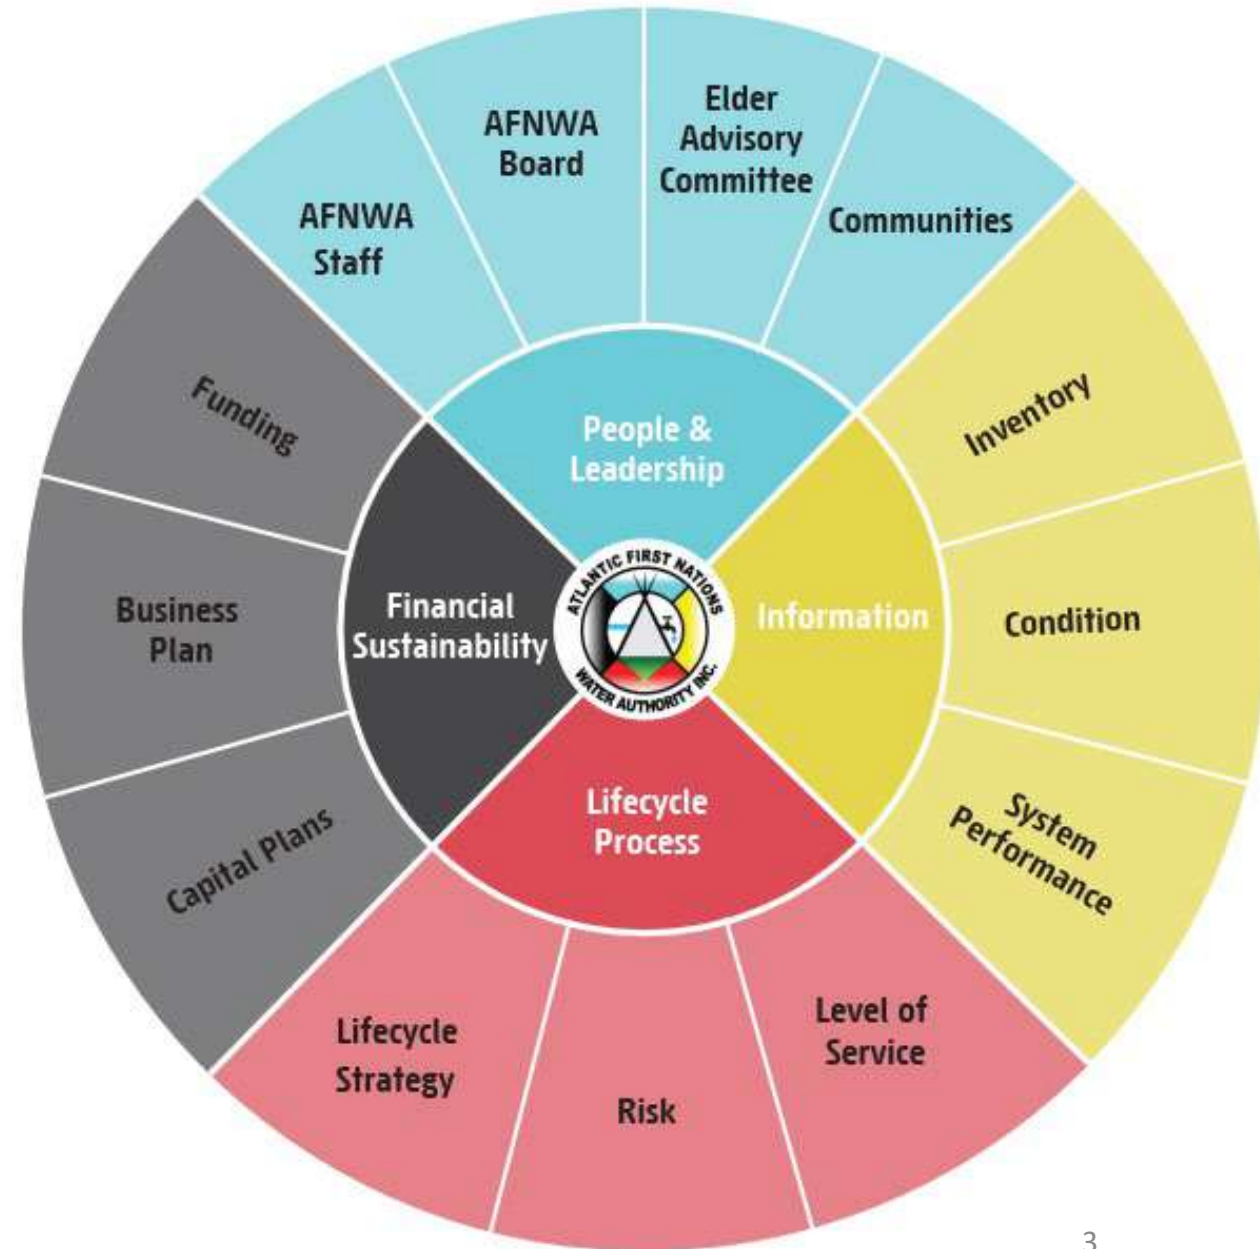 AFNWA
Staff
AFNWA
Board
Elder
Advisory
Committee
Communities
Funding
Business
Plan
Capital Plans
People &
Leadership
Financial
Sustainability
ATLANTIC FIRST NATIONS
WATER AUTHORITY INC.
Information
Lifecycle
Process
Inventory
Condition
System
Performance
Lifecycle
Strategy
Risk
Level of
Service
3